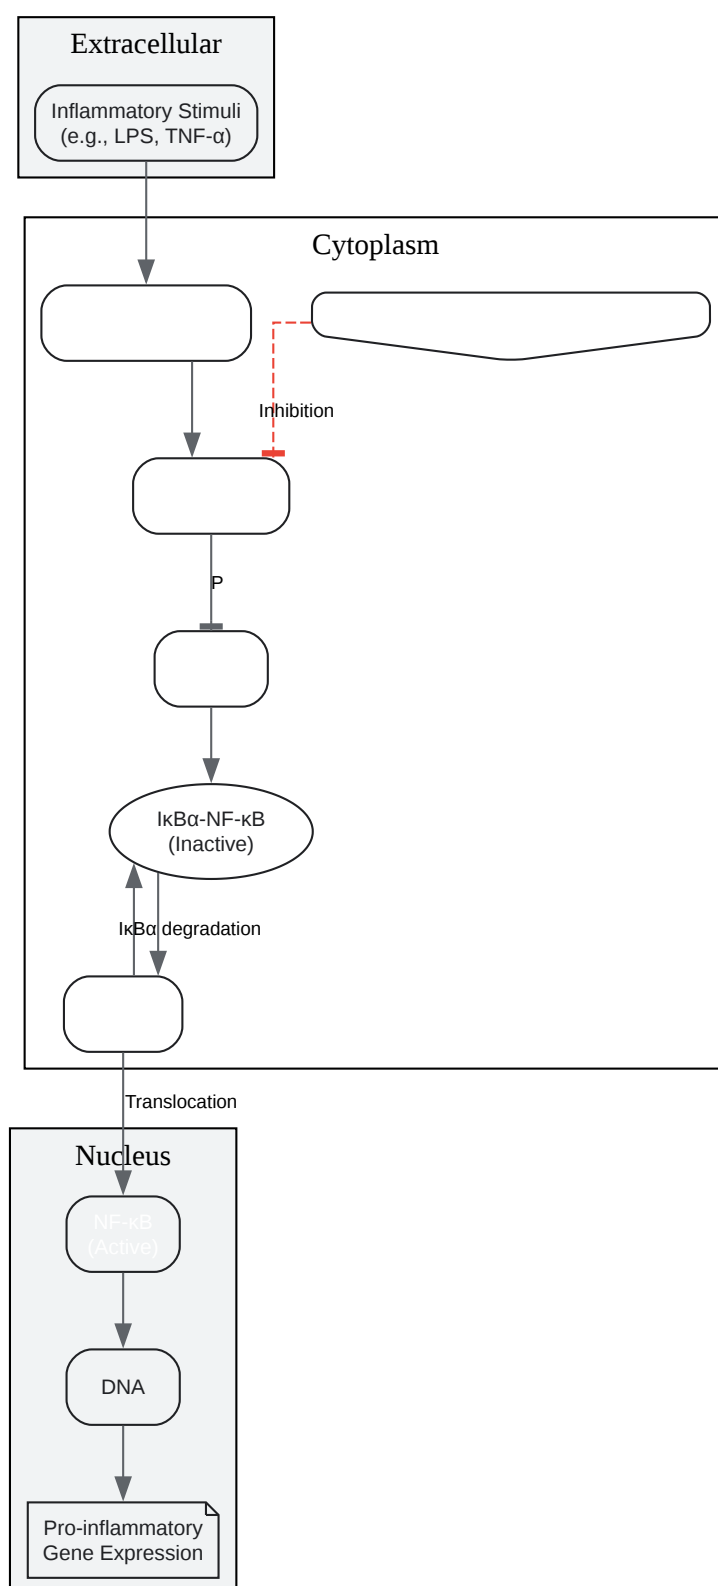 Extracellular
Inflammatory Stimuli
(e.g., LPS, TNF-α)
Cytoplasm
Inhibition
P
IκBα-NF-κB
(Inactive)
IκBα degradation
Translocation
Nucleus
NF-κB
(Active)
DNA
Pro-inflammatory
Gene Expression